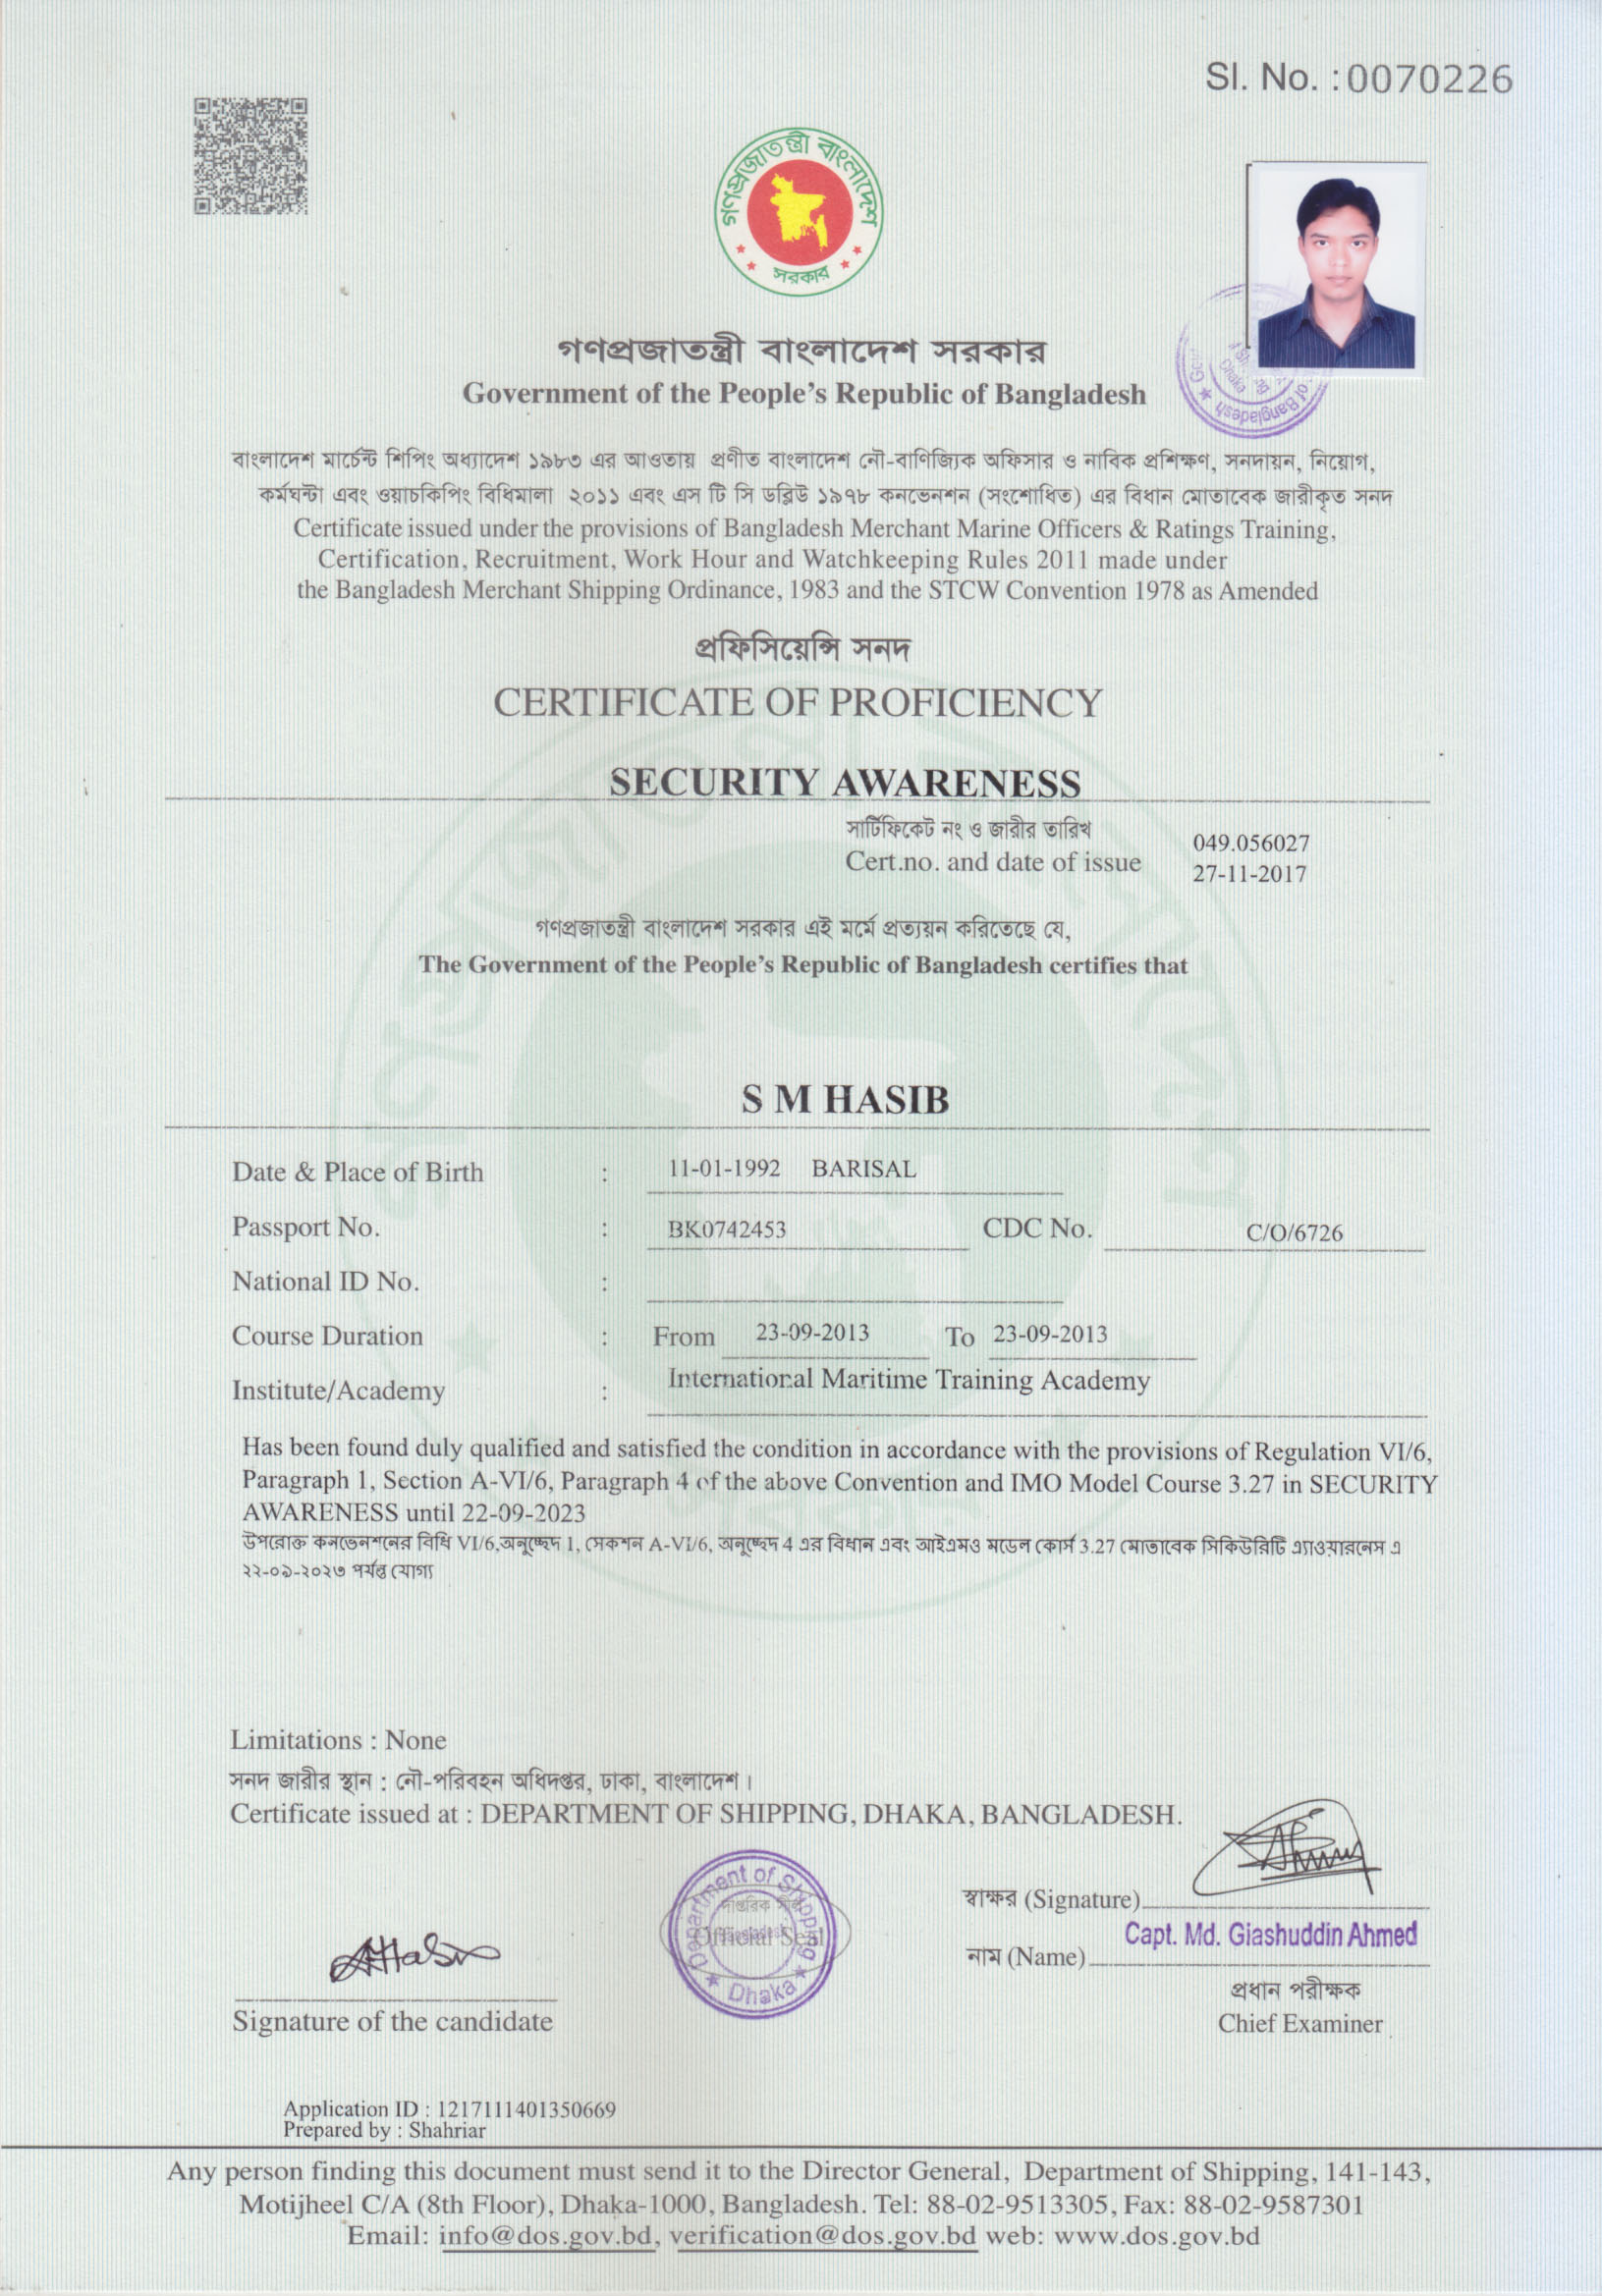 Sl. No. :0070226
গণপ্রজাতন্ত্রী বাংলাদেশ
সরকার
গণপ্রজাতন্ত্রী বাংলাদেশ সরকার
Government of the People's Republic of Bangladesh
বাংলাদেশ মার্চেন্ট শিপিং অধ্যাদেশ ১৯৮৩ এর আওতায় প্রণীত বাংলাদেশ নৌ-বাণিজ্যিক অফিসার ও নাবিক প্রশিক্ষণ, সনদায়ন, নিয়োগ,
কর্মঘন্টা এবং ওয়াচকিপিং বিধিমালা ২০১১ এবং এস টি সি ডব্লিউ ১৯৭৮ কনভেনশন (সংশোধিত) এর বিধান মোতাবেক জারীকৃত সনদ
Certificate issued under the provisions of Bangladesh Merchant Marine Officers & Ratings Training,
Certification, Recruitment, Work Hour and Watchkeeping Rules 2011 made under
the Bangladesh Merchant Shipping Ordinance, 1983 and the STCW Convention 1978 as Amended
প্রফিসিয়েন্সি সনদ
CERTIFICATE OF PROFICIENCY
SECURITY AWARENESS
সার্টিফিকেট নং ও জারীর তারিখ
Cert.no. and date of issue
049.056027
27-11-2017
গণপ্রজাতন্ত্রী বাংলাদেশ সরকার এই মর্মে প্রত্যয়ন করিতেছে যে,
The Government of the People's Republic of Bangladesh certifies that
S M HASIB
Date & Place of Birth : 11-01-1992 BARISAL
Passport No. : BK0742453 CDC No. C/O/6726
National ID No. :
Course Duration : From 23-09-2013 To 23-09-2013
Institute/Academy : International Maritime Training Academy
Has been found duly qualified and satisfied the condition in accordance with the provisions of Regulation VI/6,
Paragraph 1, Section A-VI/6, Paragraph 4 of the above Convention and IMO Model Course 3.27 in SECURITY
AWARENESS until 22-09-2023
উপরোক্ত কনভেনশনের বিধি VI/6,অনুচ্ছেদ 1, সেকশন A-VI/6, অনুচ্ছেদ 4 এর বিধান এবং আইএমও মডেল কোর্স 3.27 মোতাবেক সিকিউরিটি এ্যাওয়ারনেস এ
২২-০৯-২০২৩ পর্যন্ত যোগ্য
Limitations : None
সনদ জারীর স্থান : নৌ-পরিবহন অধিদপ্তর, ঢাকা, বাংলাদেশ।
Certificate issued at : DEPARTMENT OF SHIPPING, DHAKA, BANGLADESH.
Department of Shipping
Official Seal
Dhaka
স্বাক্ষর (Signature)
Capt. Md. Giashuddin Ahmed
নাম (Name)
প্রধান পরীক্ষক
Chief Examiner
Signature of the candidate
Application ID : 1217111401350669
Prepared by : Shahriar
Any person finding this document must send it to the Director General, Department of Shipping, 141-143,
Motijheel C/A (8th Floor), Dhaka-1000, Bangladesh. Tel: 88-02-9513305, Fax: 88-02-9587301
Email: info@dos.gov.bd, verification@dos.gov.bd web: www.dos.gov.bd